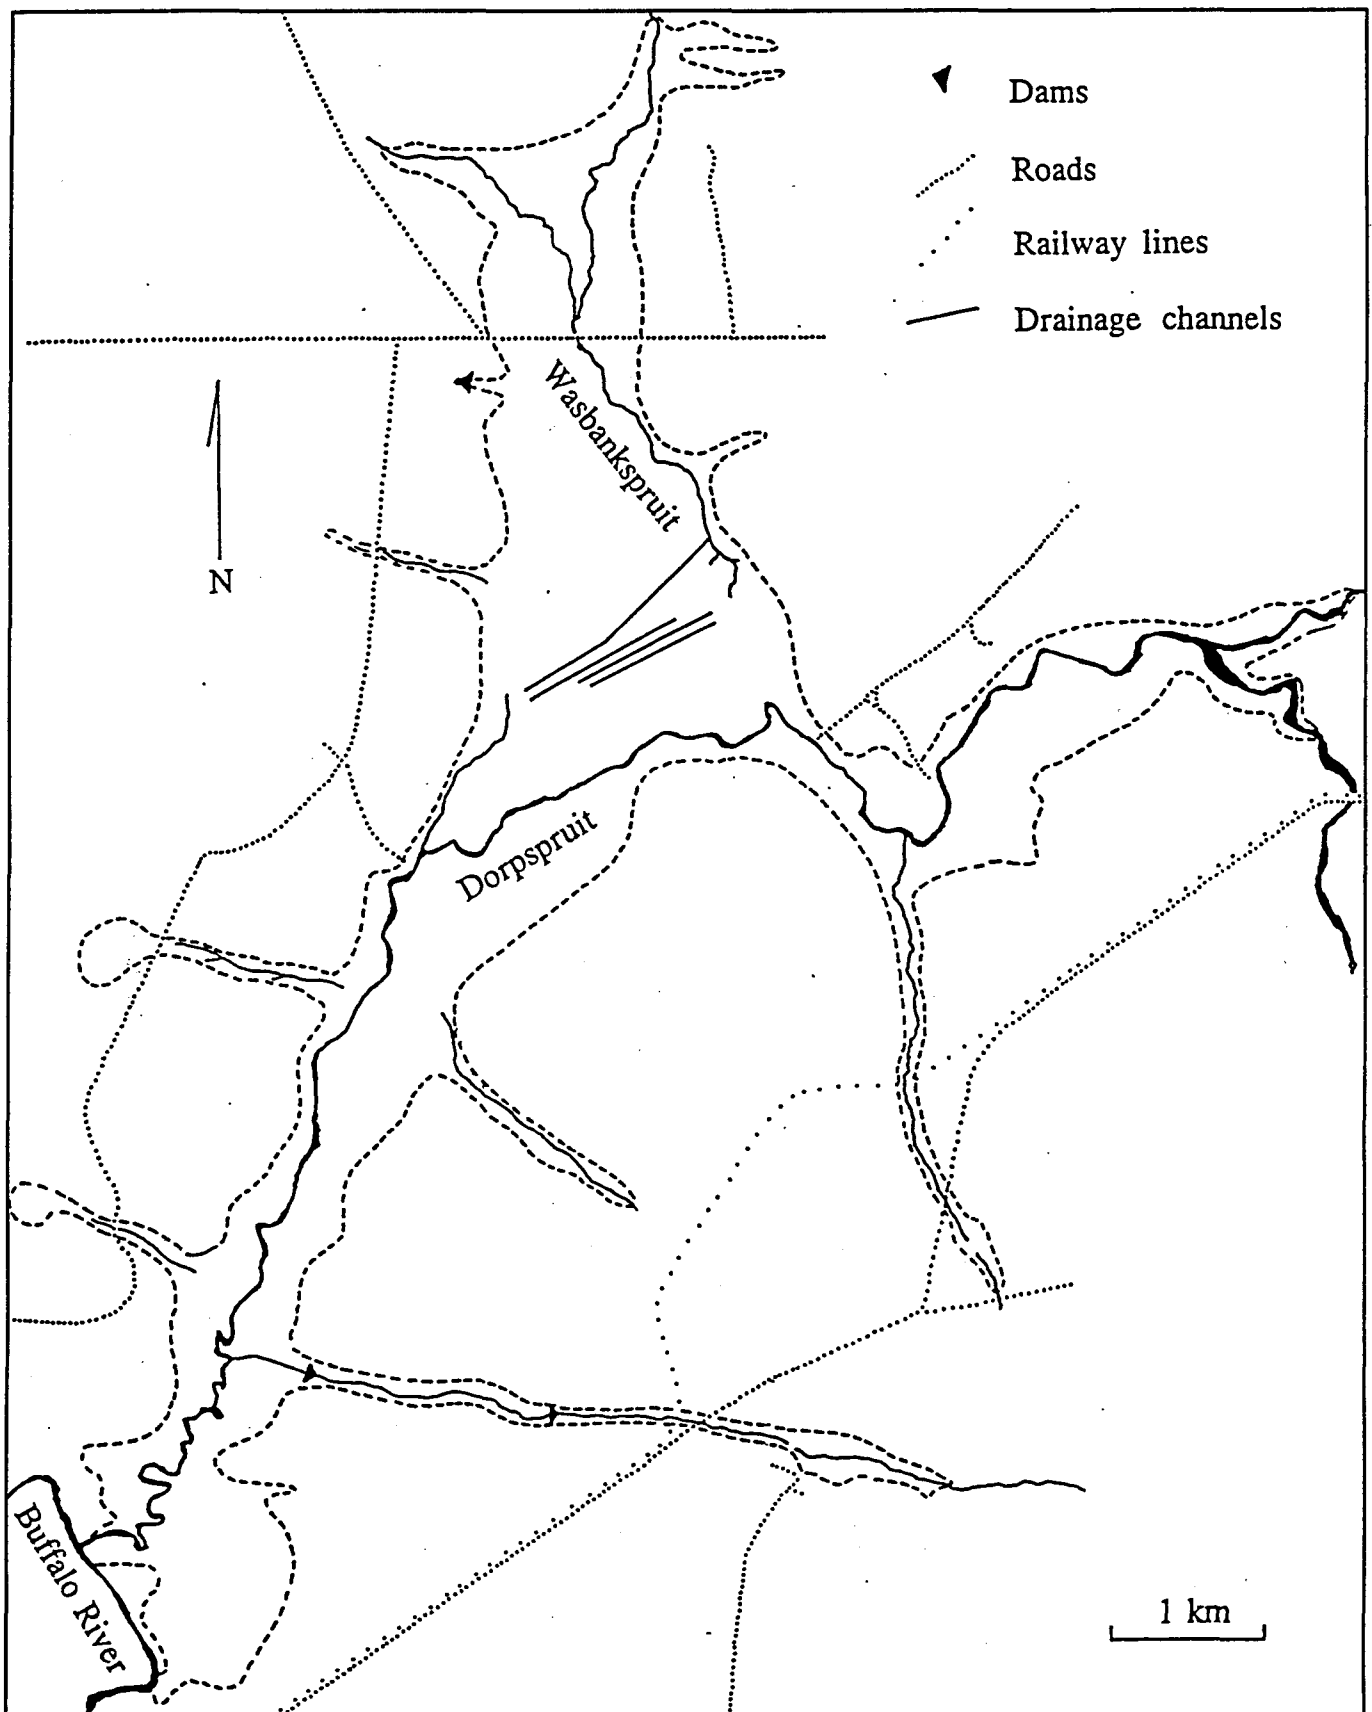 Dams
Roads
Railway lines
Drainage channels
Wasbankspruit
N
Dorpspruit
Buffalo River
1 km